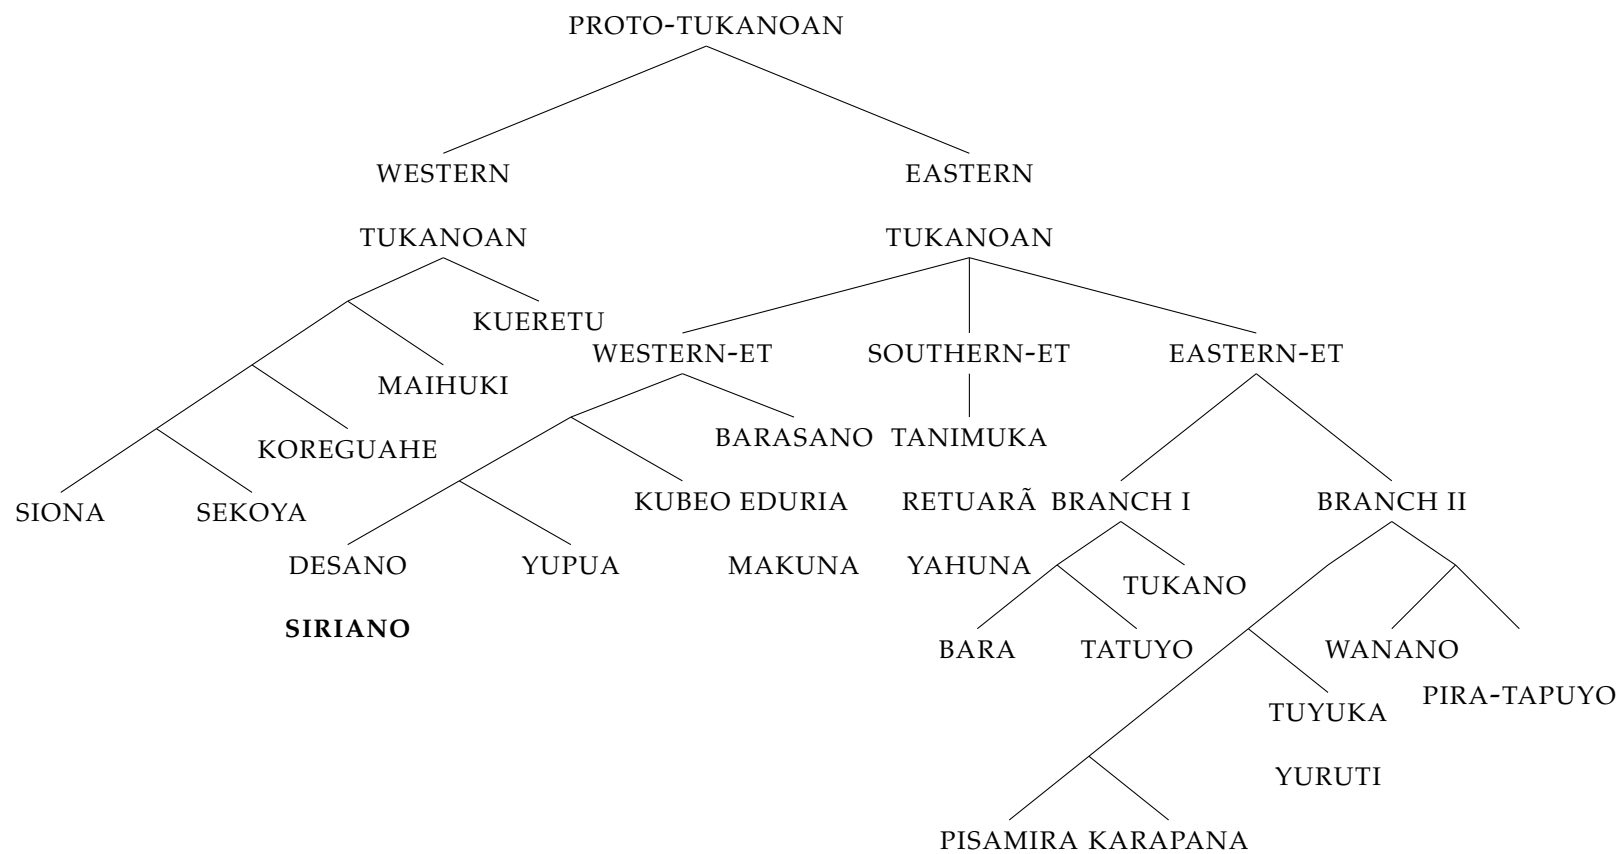 PROTO-TUKANOAN
WESTERN EASTERN
TUKANOAN TUKANOAN
KUERETU
WESTERN-ET SOUTHERN-ET EASTERN-ET
MAIHUKI
BARASANO TANIMUKA
KOREGUAHE
KUBEO EDURIA RETUARÃ BRANCH I BRANCH II
SIONA SEKOYA
DESANO YUPUA MAKUNA YAHUNA
TUKANO
SIRIANO
BARA TATUYO WANANO
PIRA-TAPUYO
TUYUKA
YURUTI
PISAMIRA KARAPANA